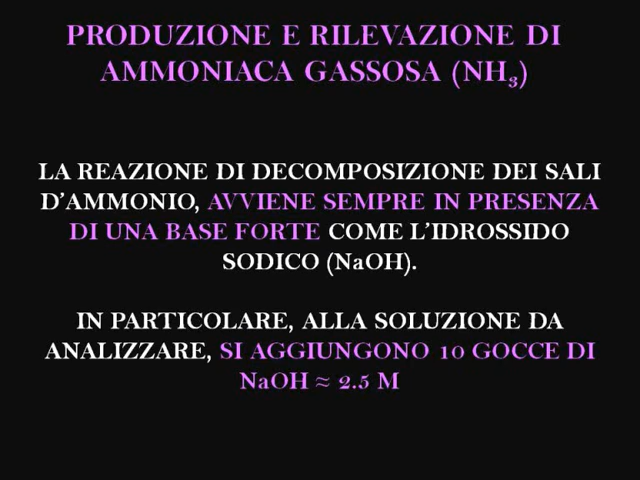 PRODUZIONE E RILEVAZIONE DI
AMMONIACA GASSOSA (NH₃)
LA REAZIONE DI DECOMPOSIZIONE DEI SALI
D’AMMONIO, AVVIENE SEMPRE IN PRESENZA
DI UNA BASE FORTE COME L’IDROSSIDO
SODICO (NaOH).
IN PARTICOLARE, ALLA SOLUZIONE DA
ANALIZZARE, SI AGGIUNGONO 10 GOCCE DI
NaOH ≈ 2.5 M